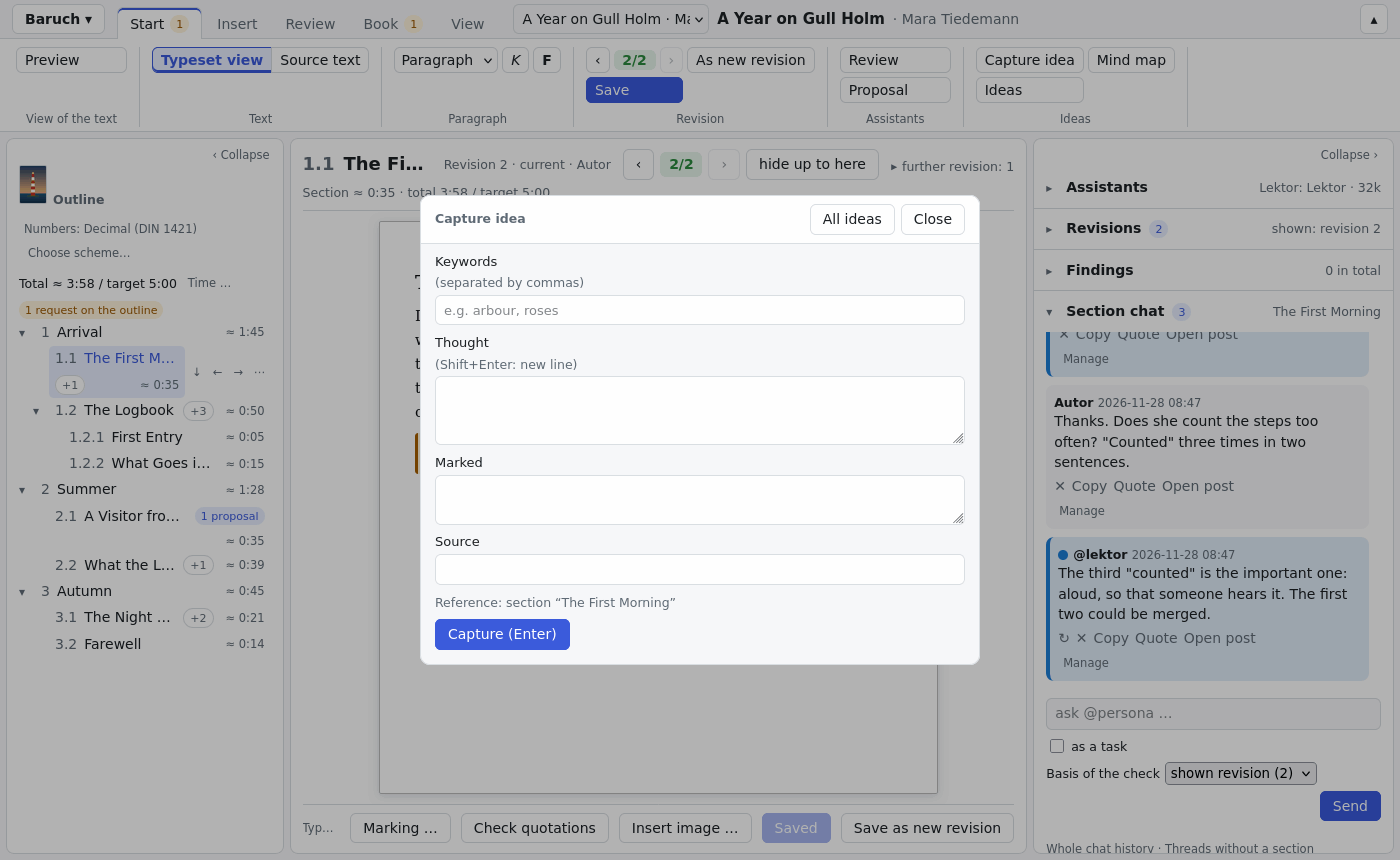 Baruch ▾
Start 1
Insert
Review
Book 1
View
A Year on Gull Holm · Ma
A Year on Gull Holm · Mara Tiedemann
▴
Preview
View of the text
Typeset view Source text
Text
Paragraph K F
Paragraph
‹ 2/2 › As new revision
Save
Revision
Review
Proposal
Assistants
Capture idea Mind map
Ideas
Ideas
‹ Collapse
Outline
Numbers: Decimal (DIN 1421)
Choose scheme…
Total ≈ 3:58 / target 5:00 Time …
1 request on the outline
▾ 1 Arrival ≈ 1:45
1.1 The First M…
+1 ≈ 0:35 ↓ ← → ···
▾ 1.2 The Logbook +3 ≈ 0:50
1.2.1 First Entry ≈ 0:05
1.2.2 What Goes i… ≈ 0:15
▾ 2 Summer ≈ 1:28
2.1 A Visitor fro… 1 proposal
≈ 0:35
2.2 What the L… +1 ≈ 0:39
▾ 3 Autumn ≈ 0:45
3.1 The Night … +2 ≈ 0:21
3.2 Farewell ≈ 0:14
1.1 The Fi… Revision 2 · current · Autor ‹ 2/2 › hide up to here ▸ further revision: 1
Section ≈ 0:35 · total 3:58 / target 5:00
Capture idea All ideas Close
Keywords
(separated by commas)
e.g. arbour, roses
Thought
(Shift+Enter: new line)
Marked
Source
Reference: section “The First Morning”
Capture (Enter)
Typ… Marking … Check quotations Insert image … Saved Save as new revision
Collapse ›
▸ Assistants Lektor: Lektor · 32k
▸ Revisions 2 shown: revision 2
▸ Findings 0 in total
▾ Section chat 3 The First Morning
✕ Copy Quote Open post
Manage
Autor 2026-11-28 08:47
Thanks. Does she count the steps too
often? "Counted" three times in two
sentences.
✕ Copy Quote Open post
Manage
@lektor 2026-11-28 08:47
The third "counted" is the important one:
aloud, so that someone hears it. The first
two could be merged.
↻ ✕ Copy Quote Open post
Manage
ask @persona …
as a task
Basis of the check shown revision (2)
Send
Whole chat history · Threads without a section